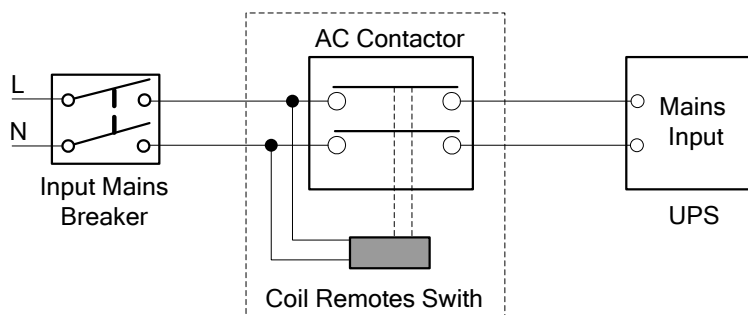 AC Contactor
L
N
Mains
Input
Input Mains
Breaker
UPS
Coil Remotes Swith